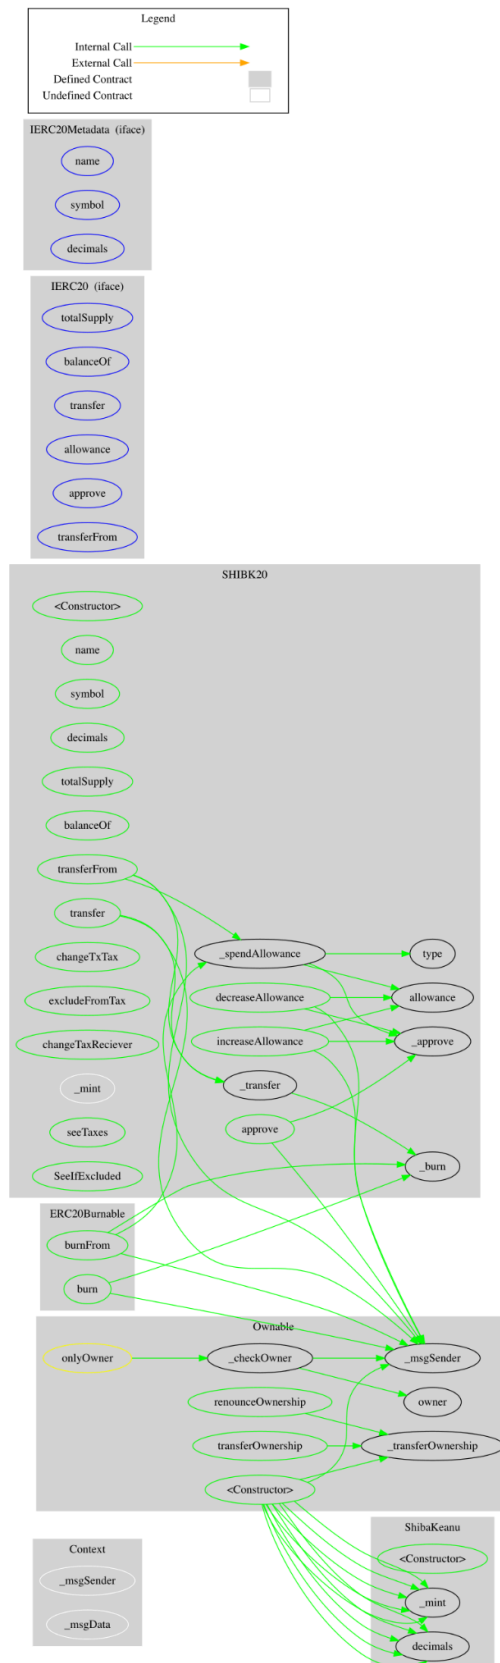 Legend
Internal Call
External Call
Defined Contract
Undefined Contract
IERC20Metadata (iface)
name
symbol
decimals
IERC20 (iface)
totalSupply
balanceOf
transfer
allowance
approve
transferFrom
SHIBK20
<Constructor>
name
symbol
decimals
totalSupply
balanceOf
transferFrom
transfer
_spendAllowance
type
changeTxTax
decreaseAllowance
allowance
excludeFromTax
increaseAllowance
_approve
changeTaxReciever
_mint
_transfer
seeTaxes
approve
SeeIfExcluded
_burn
ERC20Burnable
burnFrom
burn
Ownable
onlyOwner
_checkOwner
_msgSender
renounceOwnership
owner
transferOwnership
_transferOwnership
<Constructor>
ShibaKeanu
<Constructor>
Context
_msgSender
_mint
_msgData
decimals